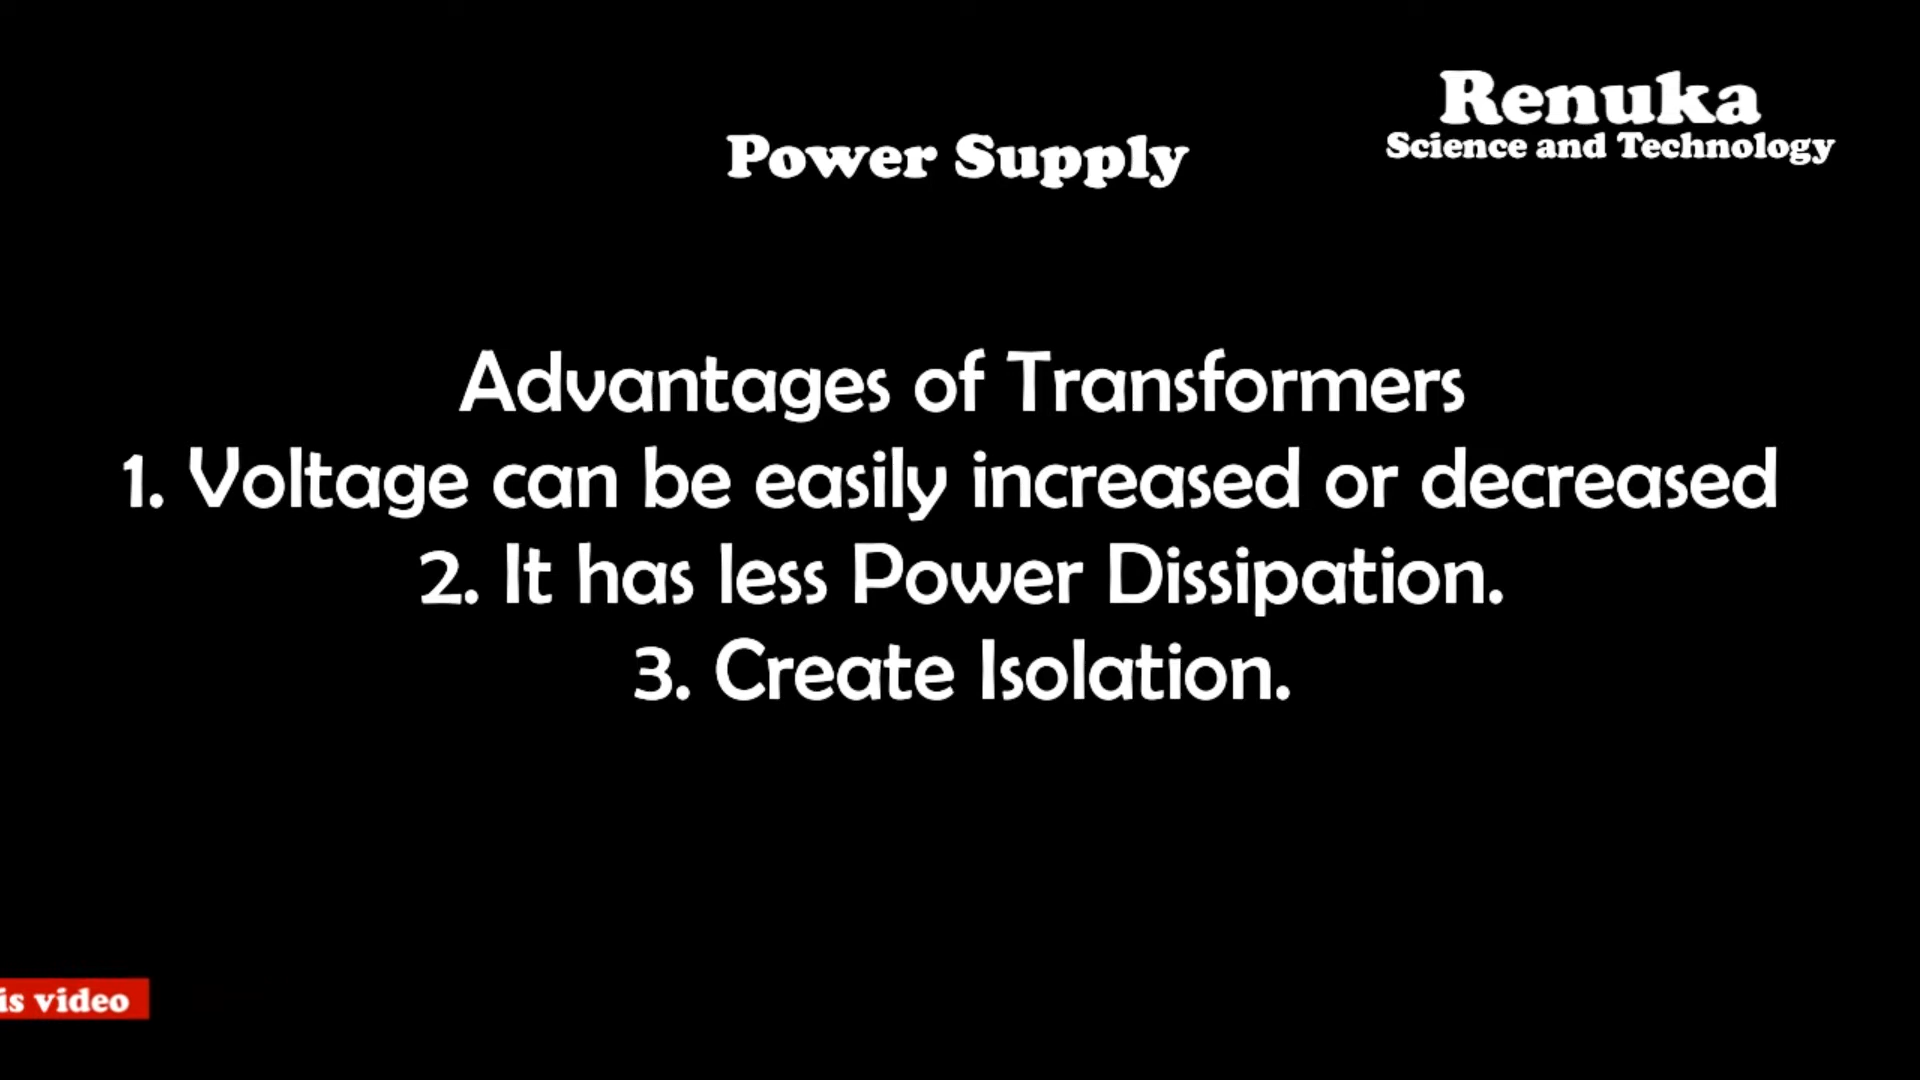 Renuka
Science and Technology
Power Supply
Advantages of Transformers
1. Voltage can be easily increased or decreased
2. It has less Power Dissipation.
3. Create Isolation.
is video